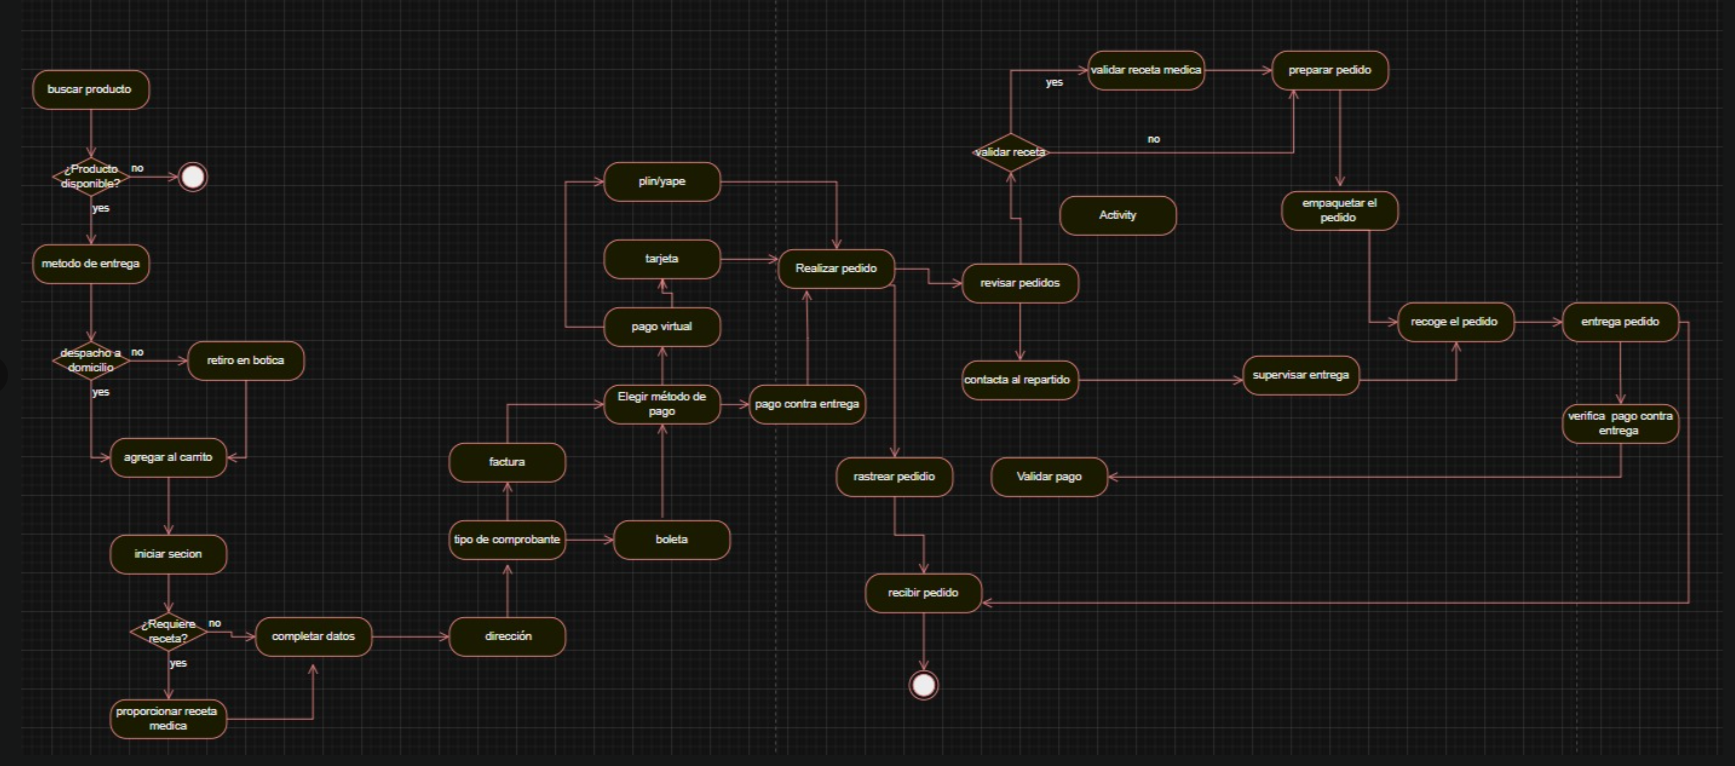 buscar producto
¿Producto
disponible?
no
yes
metodo de entrega
despacho a
domicilio
no
yes
retiro en botica
agregar al carrito
iniciar secion
¿Requiere
receta?
no
yes
proporcionar receta
medica
completar datos
dirección
tipo de comprobante
factura
boleta
Elegir método de
pago
pago virtual
tarjeta
plin/yape
pago contra entrega
Realizar pedido
revisar pedidos
validar receta
yes
no
validar receta medica
preparar pedido
Activity
empaquetar el
pedido
contacta al repartido
supervisar entrega
recoge el pedido
entrega pedido
verifica pago contra
entrega
Validar pago
rastrear pedidio
recibir pedido